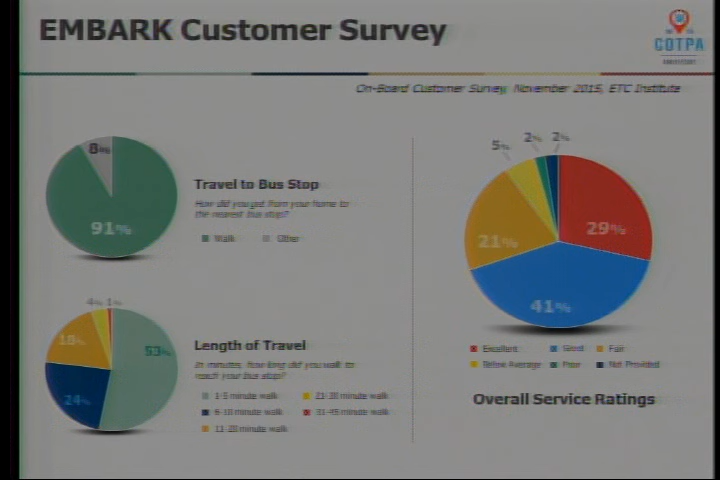 EMBARK Customer Survey
COTPA
On-Board Customer Survey, November 2015, ETC Institute
8%
91%
Travel to Bus Stop
How did you get from your home to
the nearest bus stop?
Walk
Other
4% 1%
18%
53%
24%
Length of Travel
In minutes, how long did you walk to
reach your bus stop?
1-5 minute walk
21-30 minute walk
6-10 minute walk
31-45 minute walk
11-20 minute walk
5%
2%
2%
21%
29%
41%
Excellent
Good
Fair
Below Average
Poor
Not Provided
Overall Service Ratings